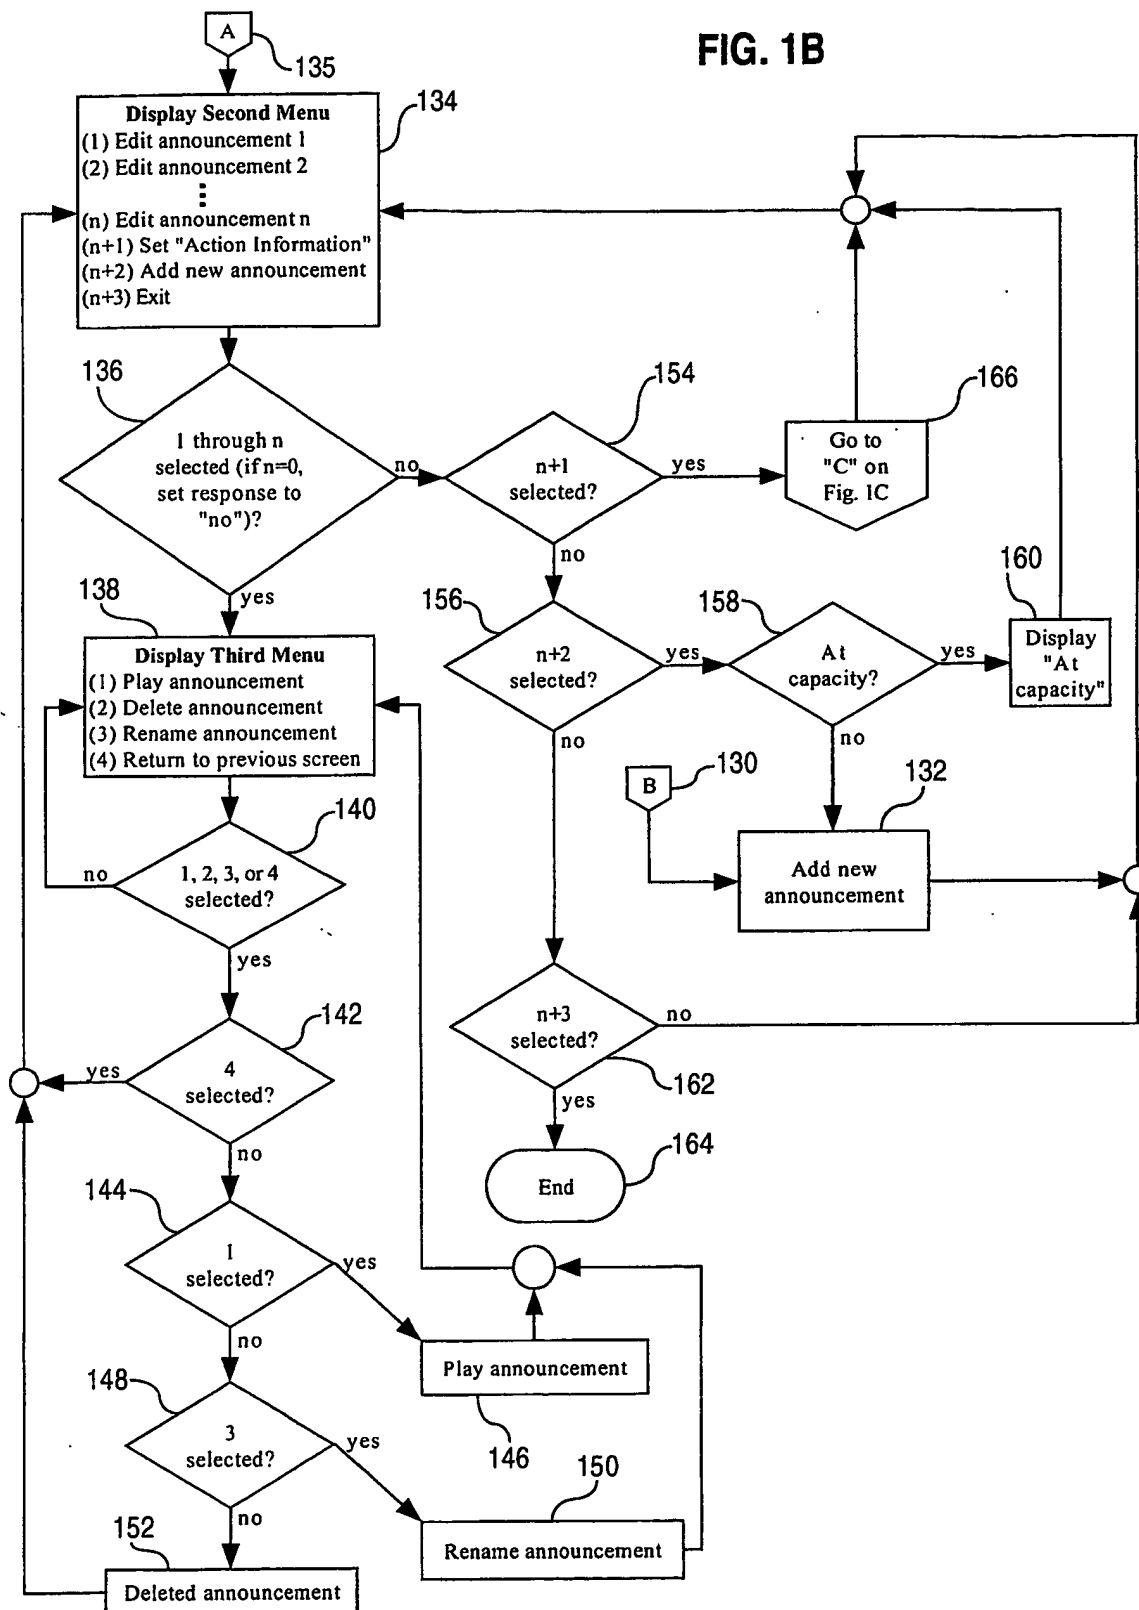 FIG. 1B
A
135
134
Display Second Menu
(1) Edit announcement 1
(2) Edit announcement 2
(n) Edit announcement n
(n+1) Set "Action Information"
(n+2) Add new announcement
(n+3) Exit
136
1 through n
selected (if n=0,
set response to
"no")?
no
yes
154
n+1
selected?
yes
no
166
Go to
"C" on
Fig. 1C
138
Display Third Menu
(1) Play announcement
(2) Delete announcement
(3) Rename announcement
(4) Return to previous screen
156
n+2
selected?
yes
no
158
At
capacity?
yes
no
160
Display
"At
capacity"
B
130
132
Add new
announcement
140
1, 2, 3, or 4
selected?
no
yes
142
4
selected?
yes
no
n+3
selected?
no
162
yes
164
End
144
1
selected?
yes
no
Play announcement
146
148
3
selected?
yes
no
150
Rename announcement
152
Deleted announcement